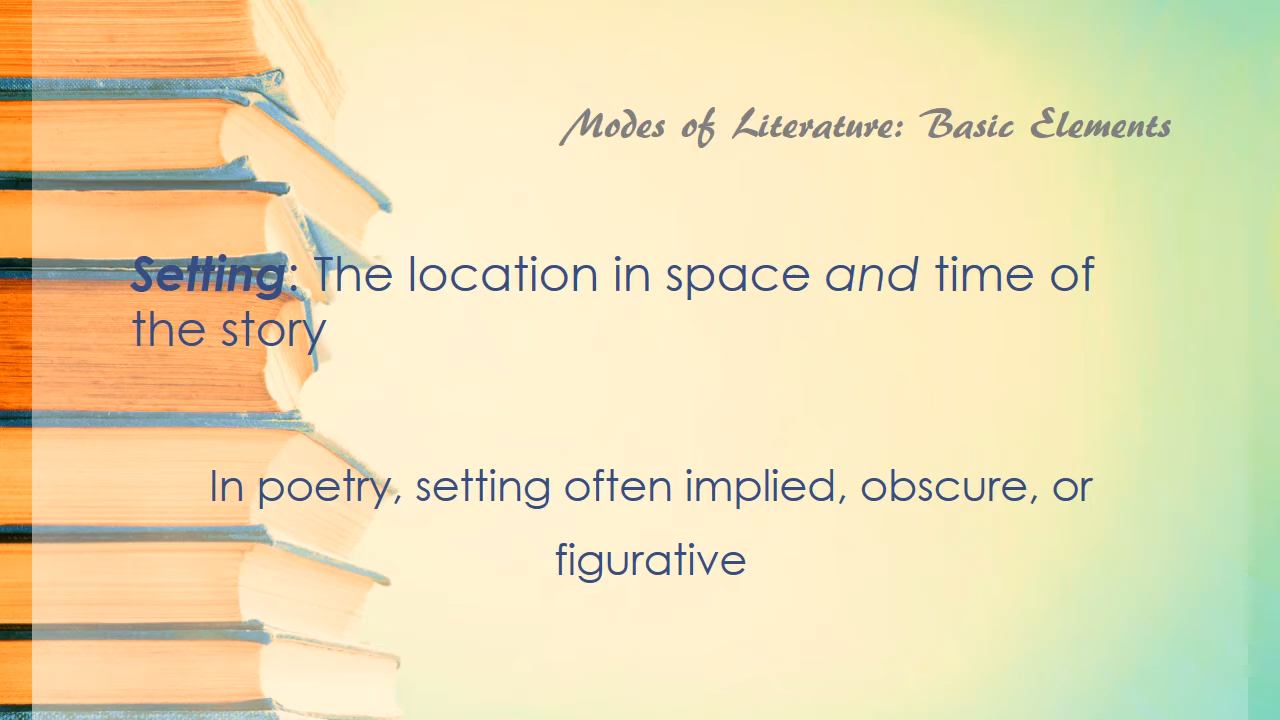 Modes of Literature: Basic Elements
Setting: The location in space and time of
the story
In poetry, setting often implied, obscure, or
figurative